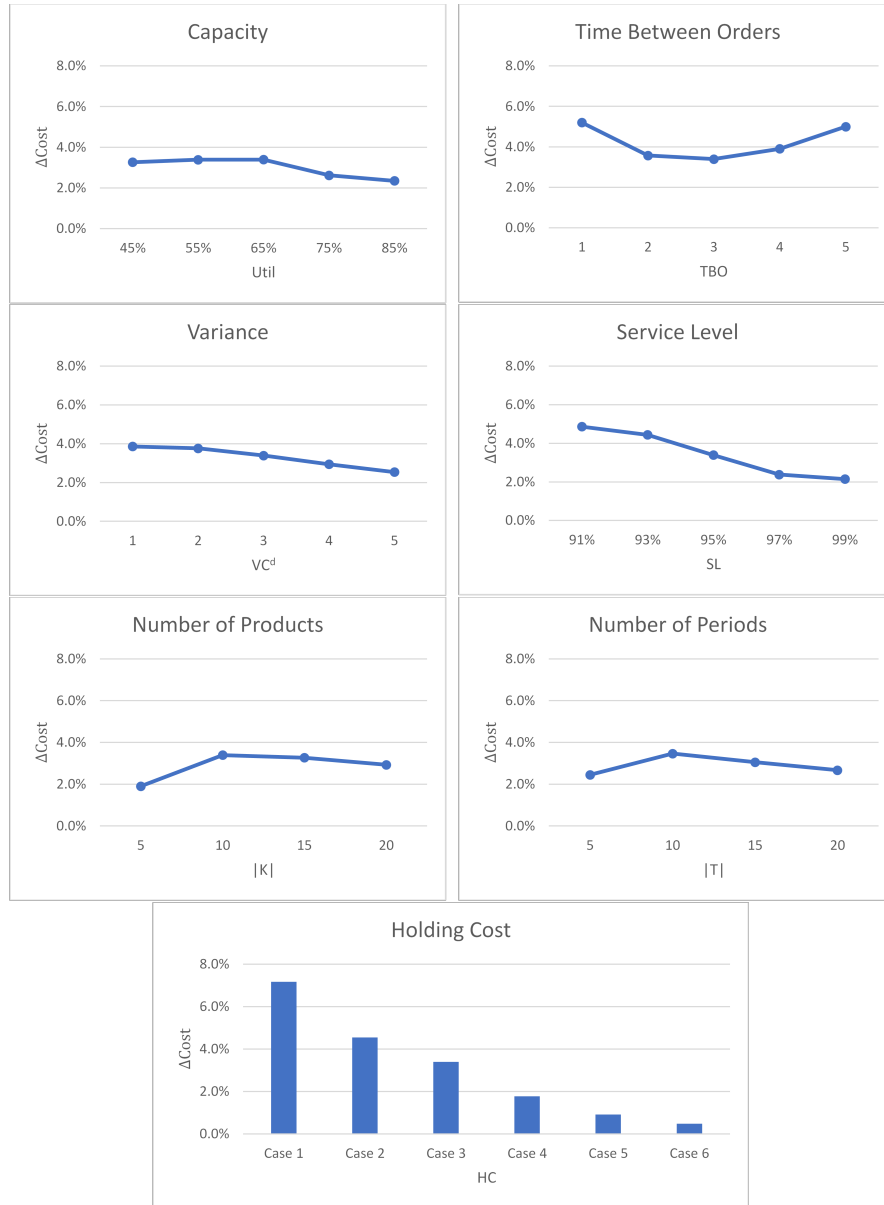 Capacity
8.0%
6.0%
4.0%
2.0%
0.0%
ΔCost
45% 55% 65% 75% 85%
Util
Time Between Orders
8.0%
6.0%
4.0%
2.0%
0.0%
ΔCost
1 2 3 4 5
TBO
Variance
8.0%
6.0%
4.0%
2.0%
0.0%
ΔCost
1 2 3 4 5
VCᵈ
Service Level
8.0%
6.0%
4.0%
2.0%
0.0%
ΔCost
91% 93% 95% 97% 99%
SL
Number of Products
8.0%
6.0%
4.0%
2.0%
0.0%
ΔCost
5 10 15 20
|K|
Number of Periods
8.0%
6.0%
4.0%
2.0%
0.0%
ΔCost
5 10 15 20
|T|
Holding Cost
8.0%
6.0%
4.0%
2.0%
0.0%
ΔCost
Case 1 Case 2 Case 3 Case 4 Case 5 Case 6
HC